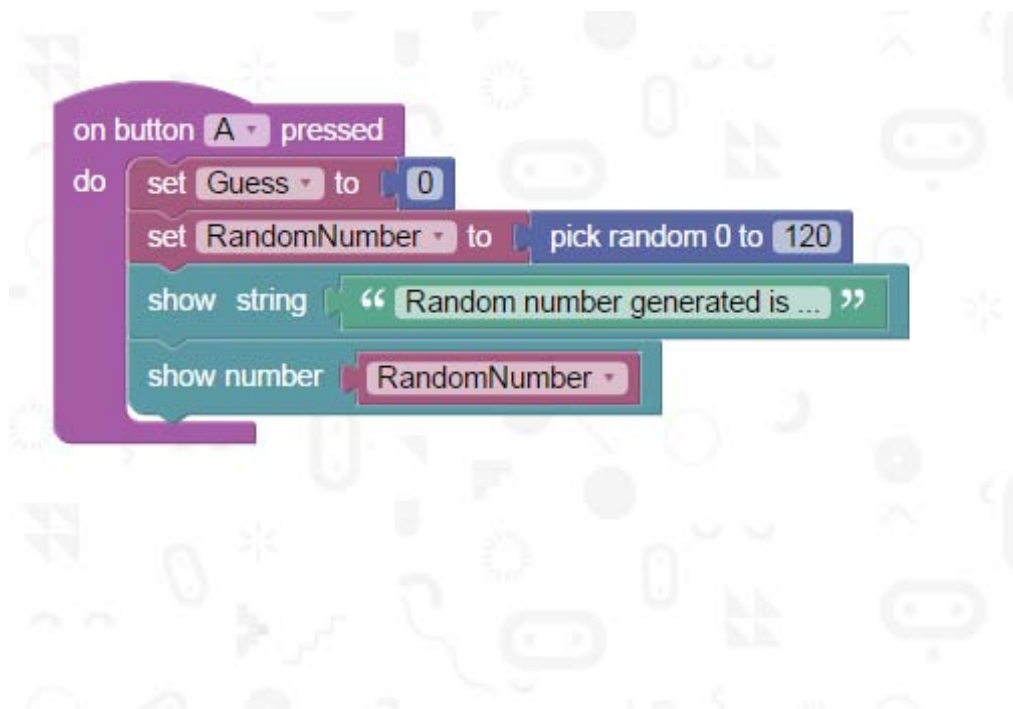 on button A pressed
do set Guess to 0
set RandomNumber to pick random 0 to 120
show string “ Random number generated is ... ”
show number RandomNumber